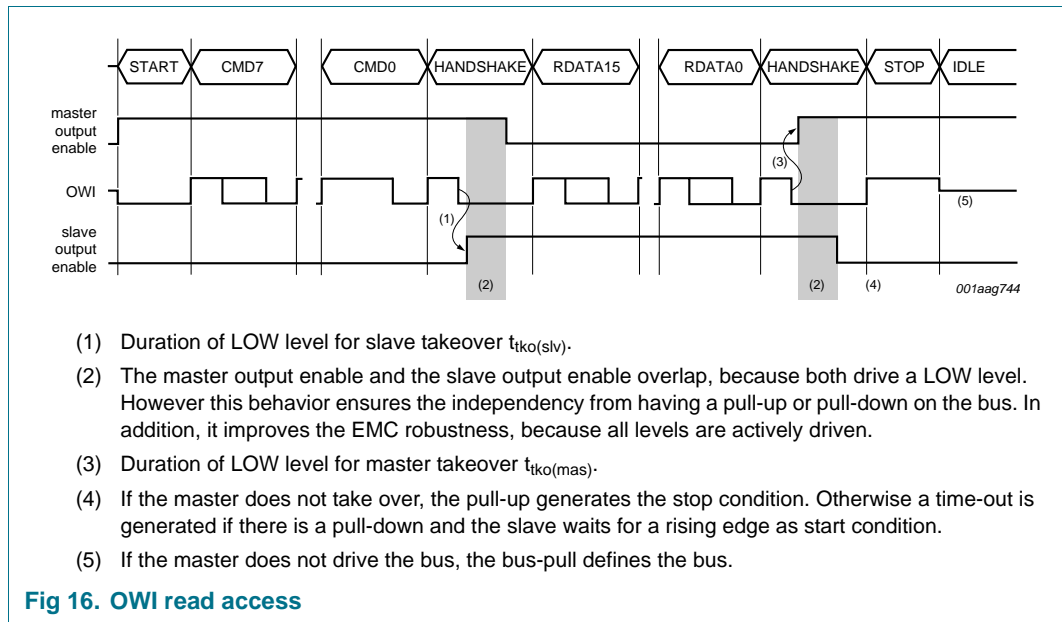 START CMD7 CMD0 HANDSHAKE RDATA15 RDATA0 HANDSHAKE STOP IDLE
master
output
enable
(3)
OWI
(1)
(5)
slave
output
enable
(2) (2) (4)
001aag744
(1) Duration of LOW level for slave takeover ttko(slv).
(2) The master output enable and the slave output enable overlap, because both drive a LOW level.
However this behavior ensures the independency from having a pull-up or pull-down on the bus. In
addition, it improves the EMC robustness, because all levels are actively driven.
(3) Duration of LOW level for master takeover ttko(mas).
(4) If the master does not take over, the pull-up generates the stop condition. Otherwise a time-out is
generated if there is a pull-down and the slave waits for a rising edge as start condition.
(5) If the master does not drive the bus, the bus-pull defines the bus.
Fig 16. OWI read access